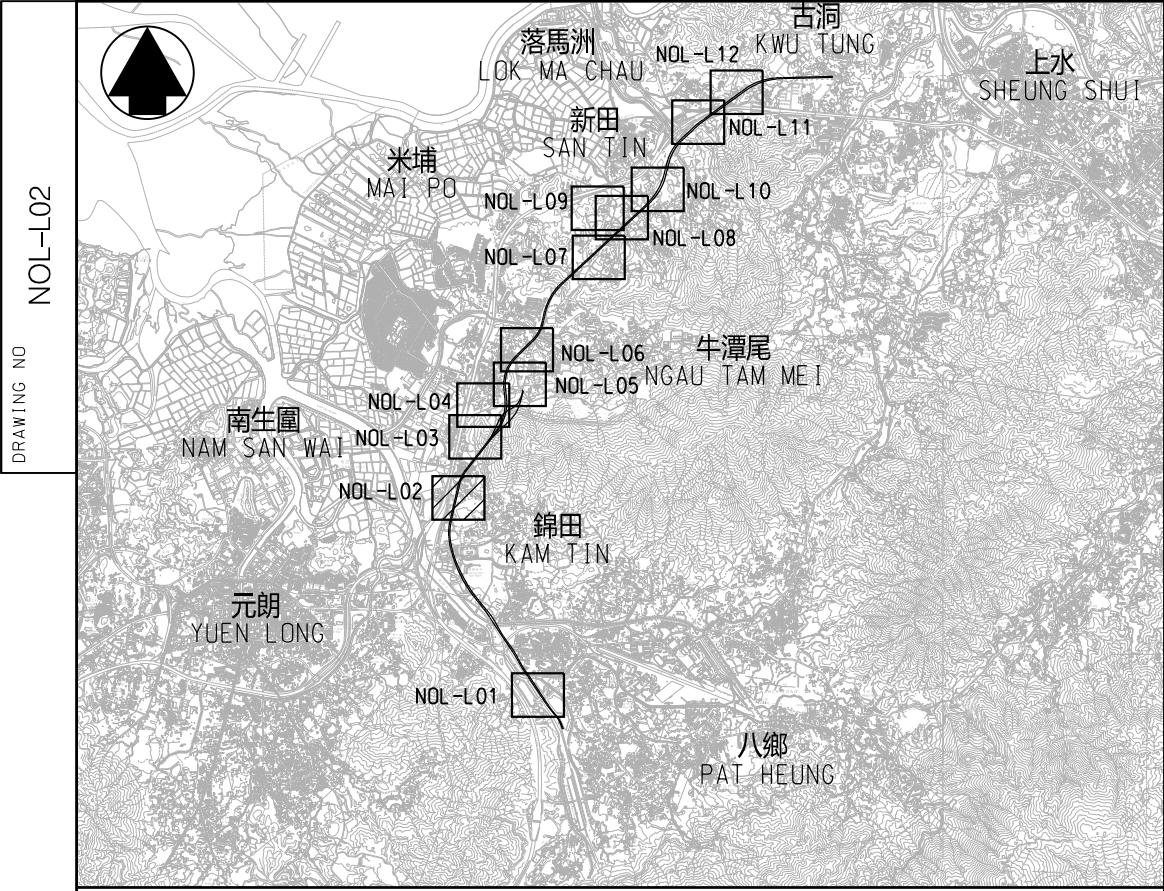 古洞
KWU TUNG
落馬洲
LOK MA CHAU
NOL-L12
上水
SHEUNG SHUI
新田
SAN TIN
NOL-L11
米埔
MAI PO
NOL-L10
NOL-L09
NOL-L08
NOL-L07
NOL-L06
牛潭尾
NGAU TAM MEI
NOL-L05
NOL-L04
南生圍
NAM SAN WAI
NOL-L03
NOL-L02
錦田
KAM TIN
元朗
YUEN LONG
NOL-L01
八鄉
PAT HEUNG
DRAWING NO
NOL-L02